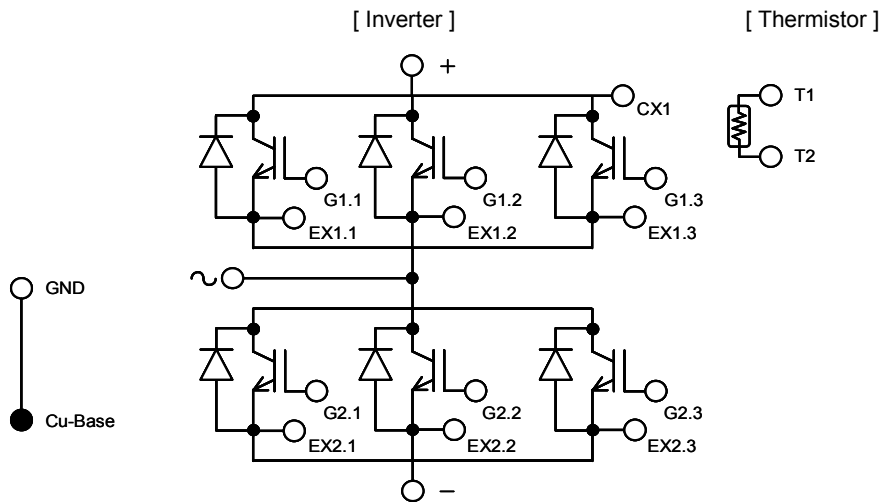 [ Inverter ]
[ Thermistor ]
+
CX1
T1
T2
G1.1
G1.2
G1.3
EX1.1
EX1.2
EX1.3
~
GND
G2.1
G2.2
G2.3
Cu-Base
EX2.1
EX2.2
EX2.3
−